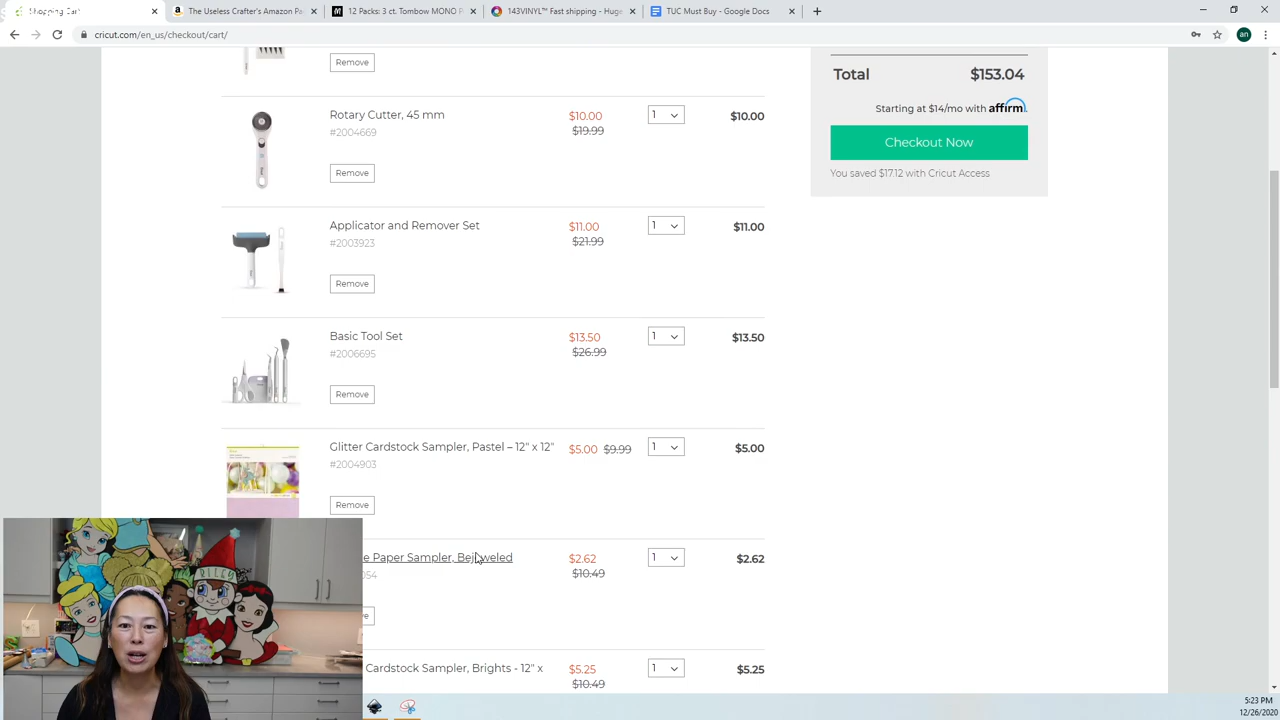 Shopping Cart
The Useless Crafter's Amazon Pa
12 Packs: 3 ct. Tombow MONO P
143VINYL™ Fast shipping - Huge
TUC Must Buy - Google Docs
cricut.com/en_us/checkout/cart/
an
Remove
Total $153.04
Starting at $14/mo with affirm
Checkout Now
You saved $17.12 with Cricut Access
Rotary Cutter, 45 mm $10.00 1 $10.00
#2004669 $19.99
Remove
Applicator and Remover Set $11.00 1 $11.00
#2003923 $21.99
Remove
Basic Tool Set $13.50 1 $13.50
#2006695 $26.99
Remove
Glitter Cardstock Sampler, Pastel – 12" x 12" $5.00 $9.99 1 $5.00
#2004903
Remove
e Paper Sampler, Bejeweled $2.62 1 $2.62
054 $10.49
e
Cardstock Sampler, Brights - 12" x $5.25 1 $5.25
$10.49
RILEY
5:23 PM
12/26/2020